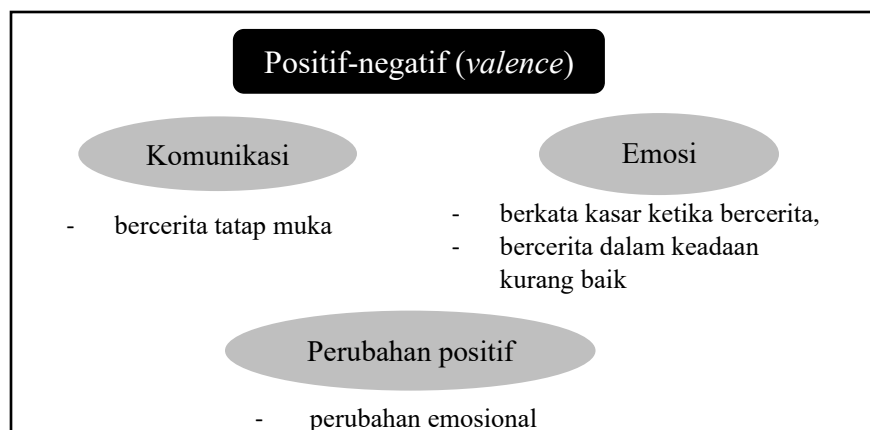 Positif-negatif (valence)
Komunikasi
- bercerita tatap muka
Emosi
- berkata kasar ketika bercerita,
- bercerita dalam keadaan
kurang baik
Perubahan positif
- perubahan emosional